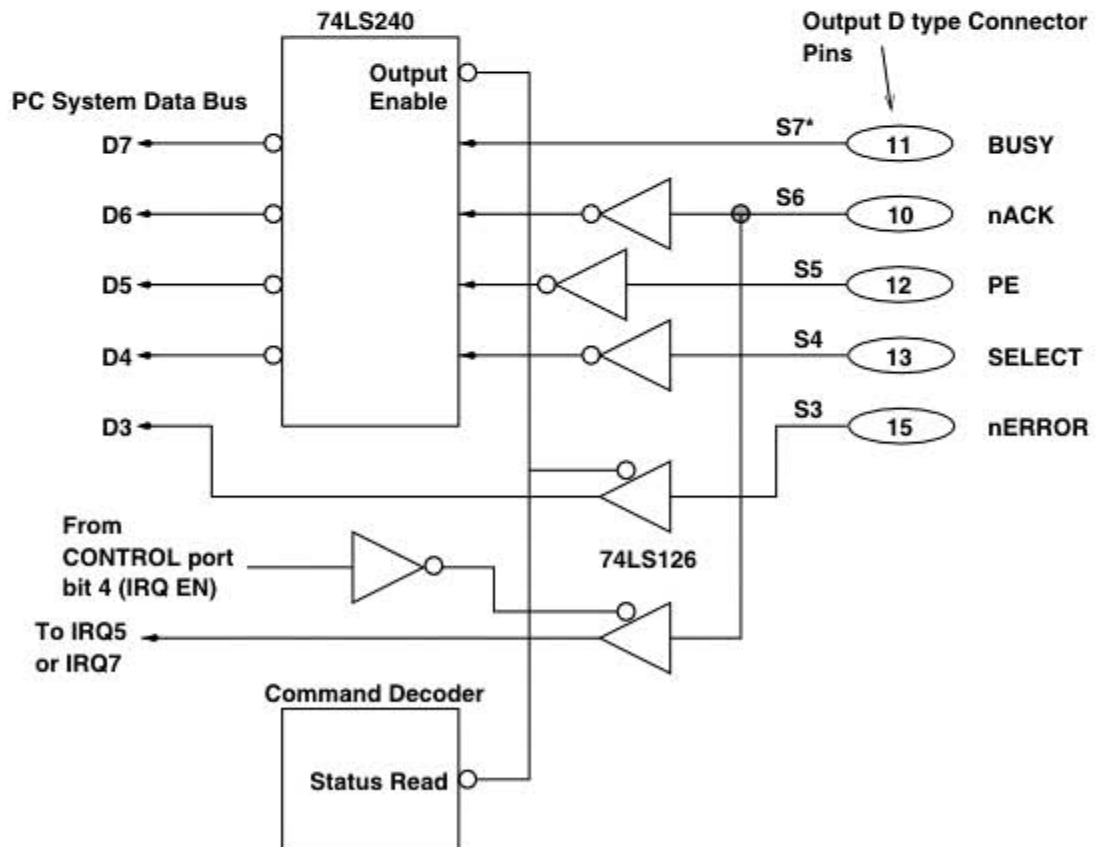 74LS240
Output D type Connector
Pins
Output
Enable
PC System Data Bus
D7
S7*
11
BUSY
D6
S6
10
nACK
D5
S5
12
PE
D4
S4
13
SELECT
D3
S3
15
nERROR
From
CONTROL port
bit 4 (IRQ EN)
74LS126
To IRQ5
or IRQ7
Command Decoder
Status Read